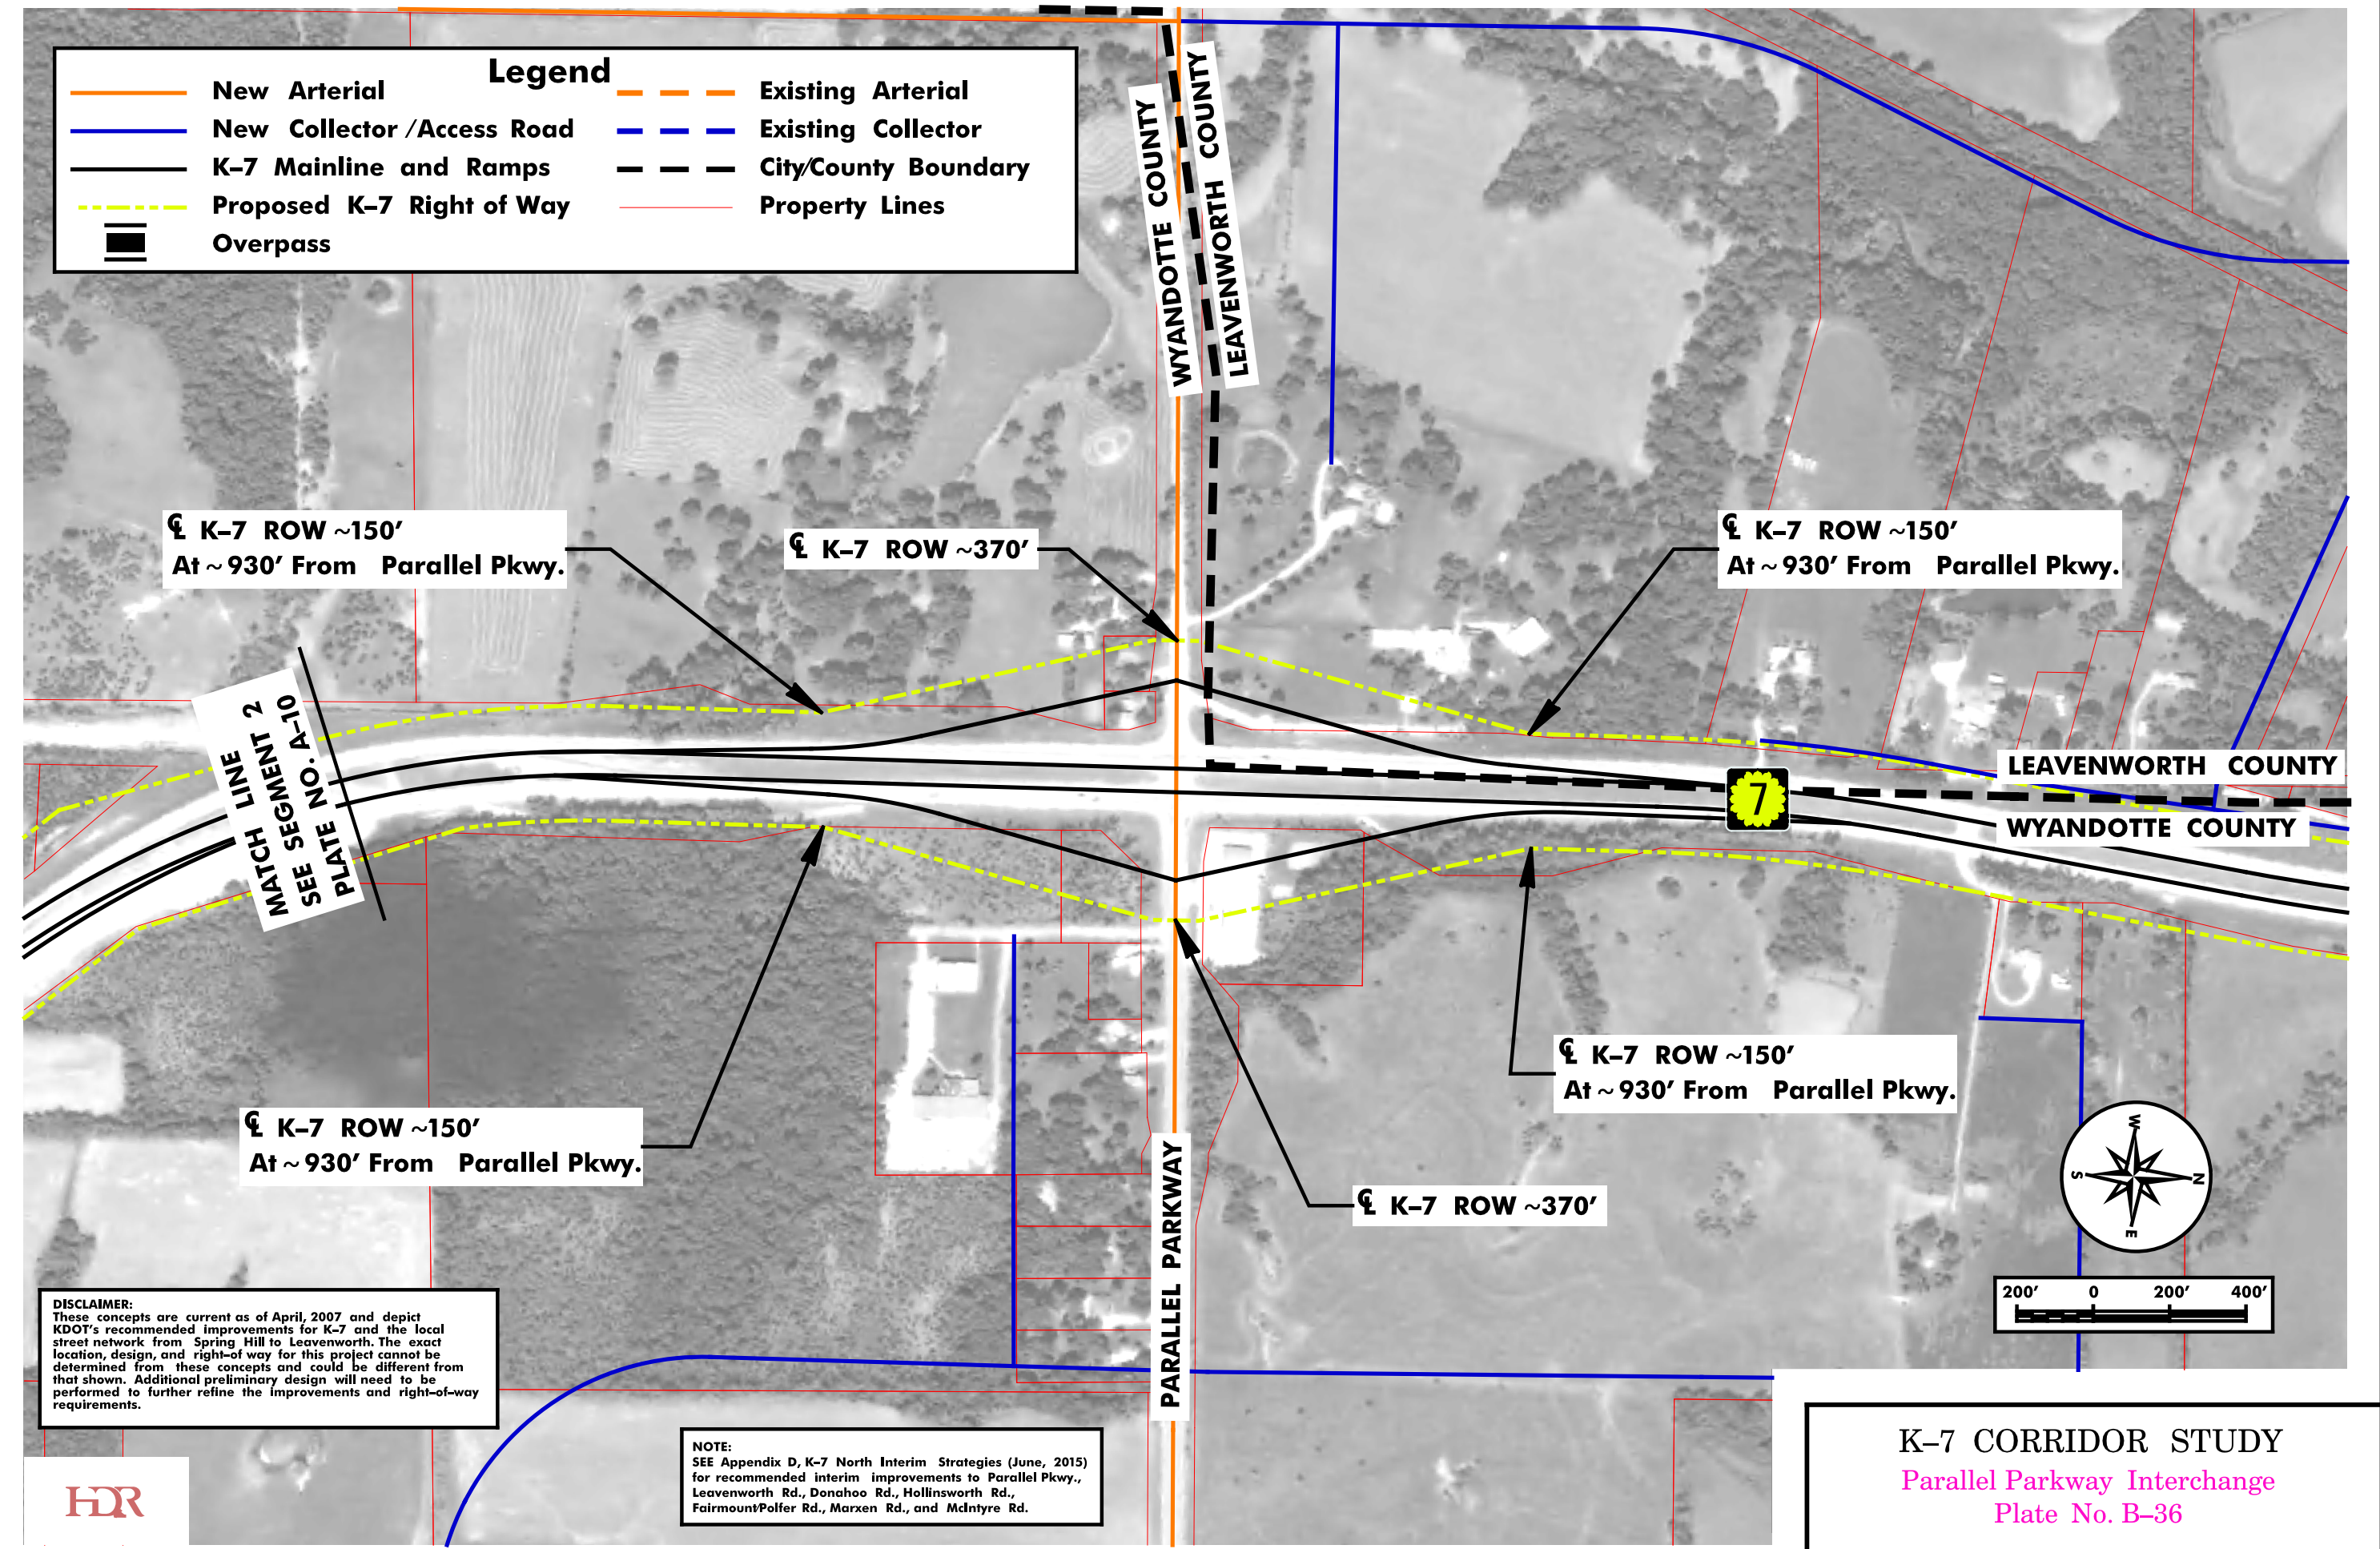 Legend
New Arterial
New Collector /Access Road
K–7 Mainline and Ramps
Proposed K–7 Right of Way
Overpass
Existing Arterial
Existing Collector
City/County Boundary
Property Lines
WYANDOTTE COUNTY
LEAVENWORTH COUNTY
℄ K–7 ROW ~150'
At ~ 930' From Parallel Pkwy.
℄ K–7 ROW ~370'
℄ K–7 ROW ~150'
At ~ 930' From Parallel Pkwy.
MATCH LINE
SEE SEGMENT 2
PLATE NO. A-10
7
LEAVENWORTH COUNTY
WYANDOTTE COUNTY
℄ K–7 ROW ~150'
At ~ 930' From Parallel Pkwy.
℄ K–7 ROW ~150'
At ~ 930' From Parallel Pkwy.
℄ K–7 ROW ~370'
PARALLEL PARKWAY
W
S
N
E
200' 0 200' 400'
DISCLAIMER:
These concepts are current as of April, 2007 and depict
KDOT's recommended improvements for K–7 and the local
street network from Spring Hill to Leavenworth. The exact
location, design, and right–of way for this project cannot be
determined from these concepts and could be different from
that shown. Additional preliminary design will need to be
performed to further refine the improvements and right–of–way
requirements.
NOTE:
SEE Appendix D, K–7 North Interim Strategies (June, 2015)
for recommended interim improvements to Parallel Pkwy.,
Leavenworth Rd., Donahoo Rd., Hollinsworth Rd.,
Fairmount/Polfer Rd., Marxen Rd., and McIntyre Rd.
HDR
K–7 CORRIDOR STUDY
Parallel Parkway Interchange
Plate No. B–36